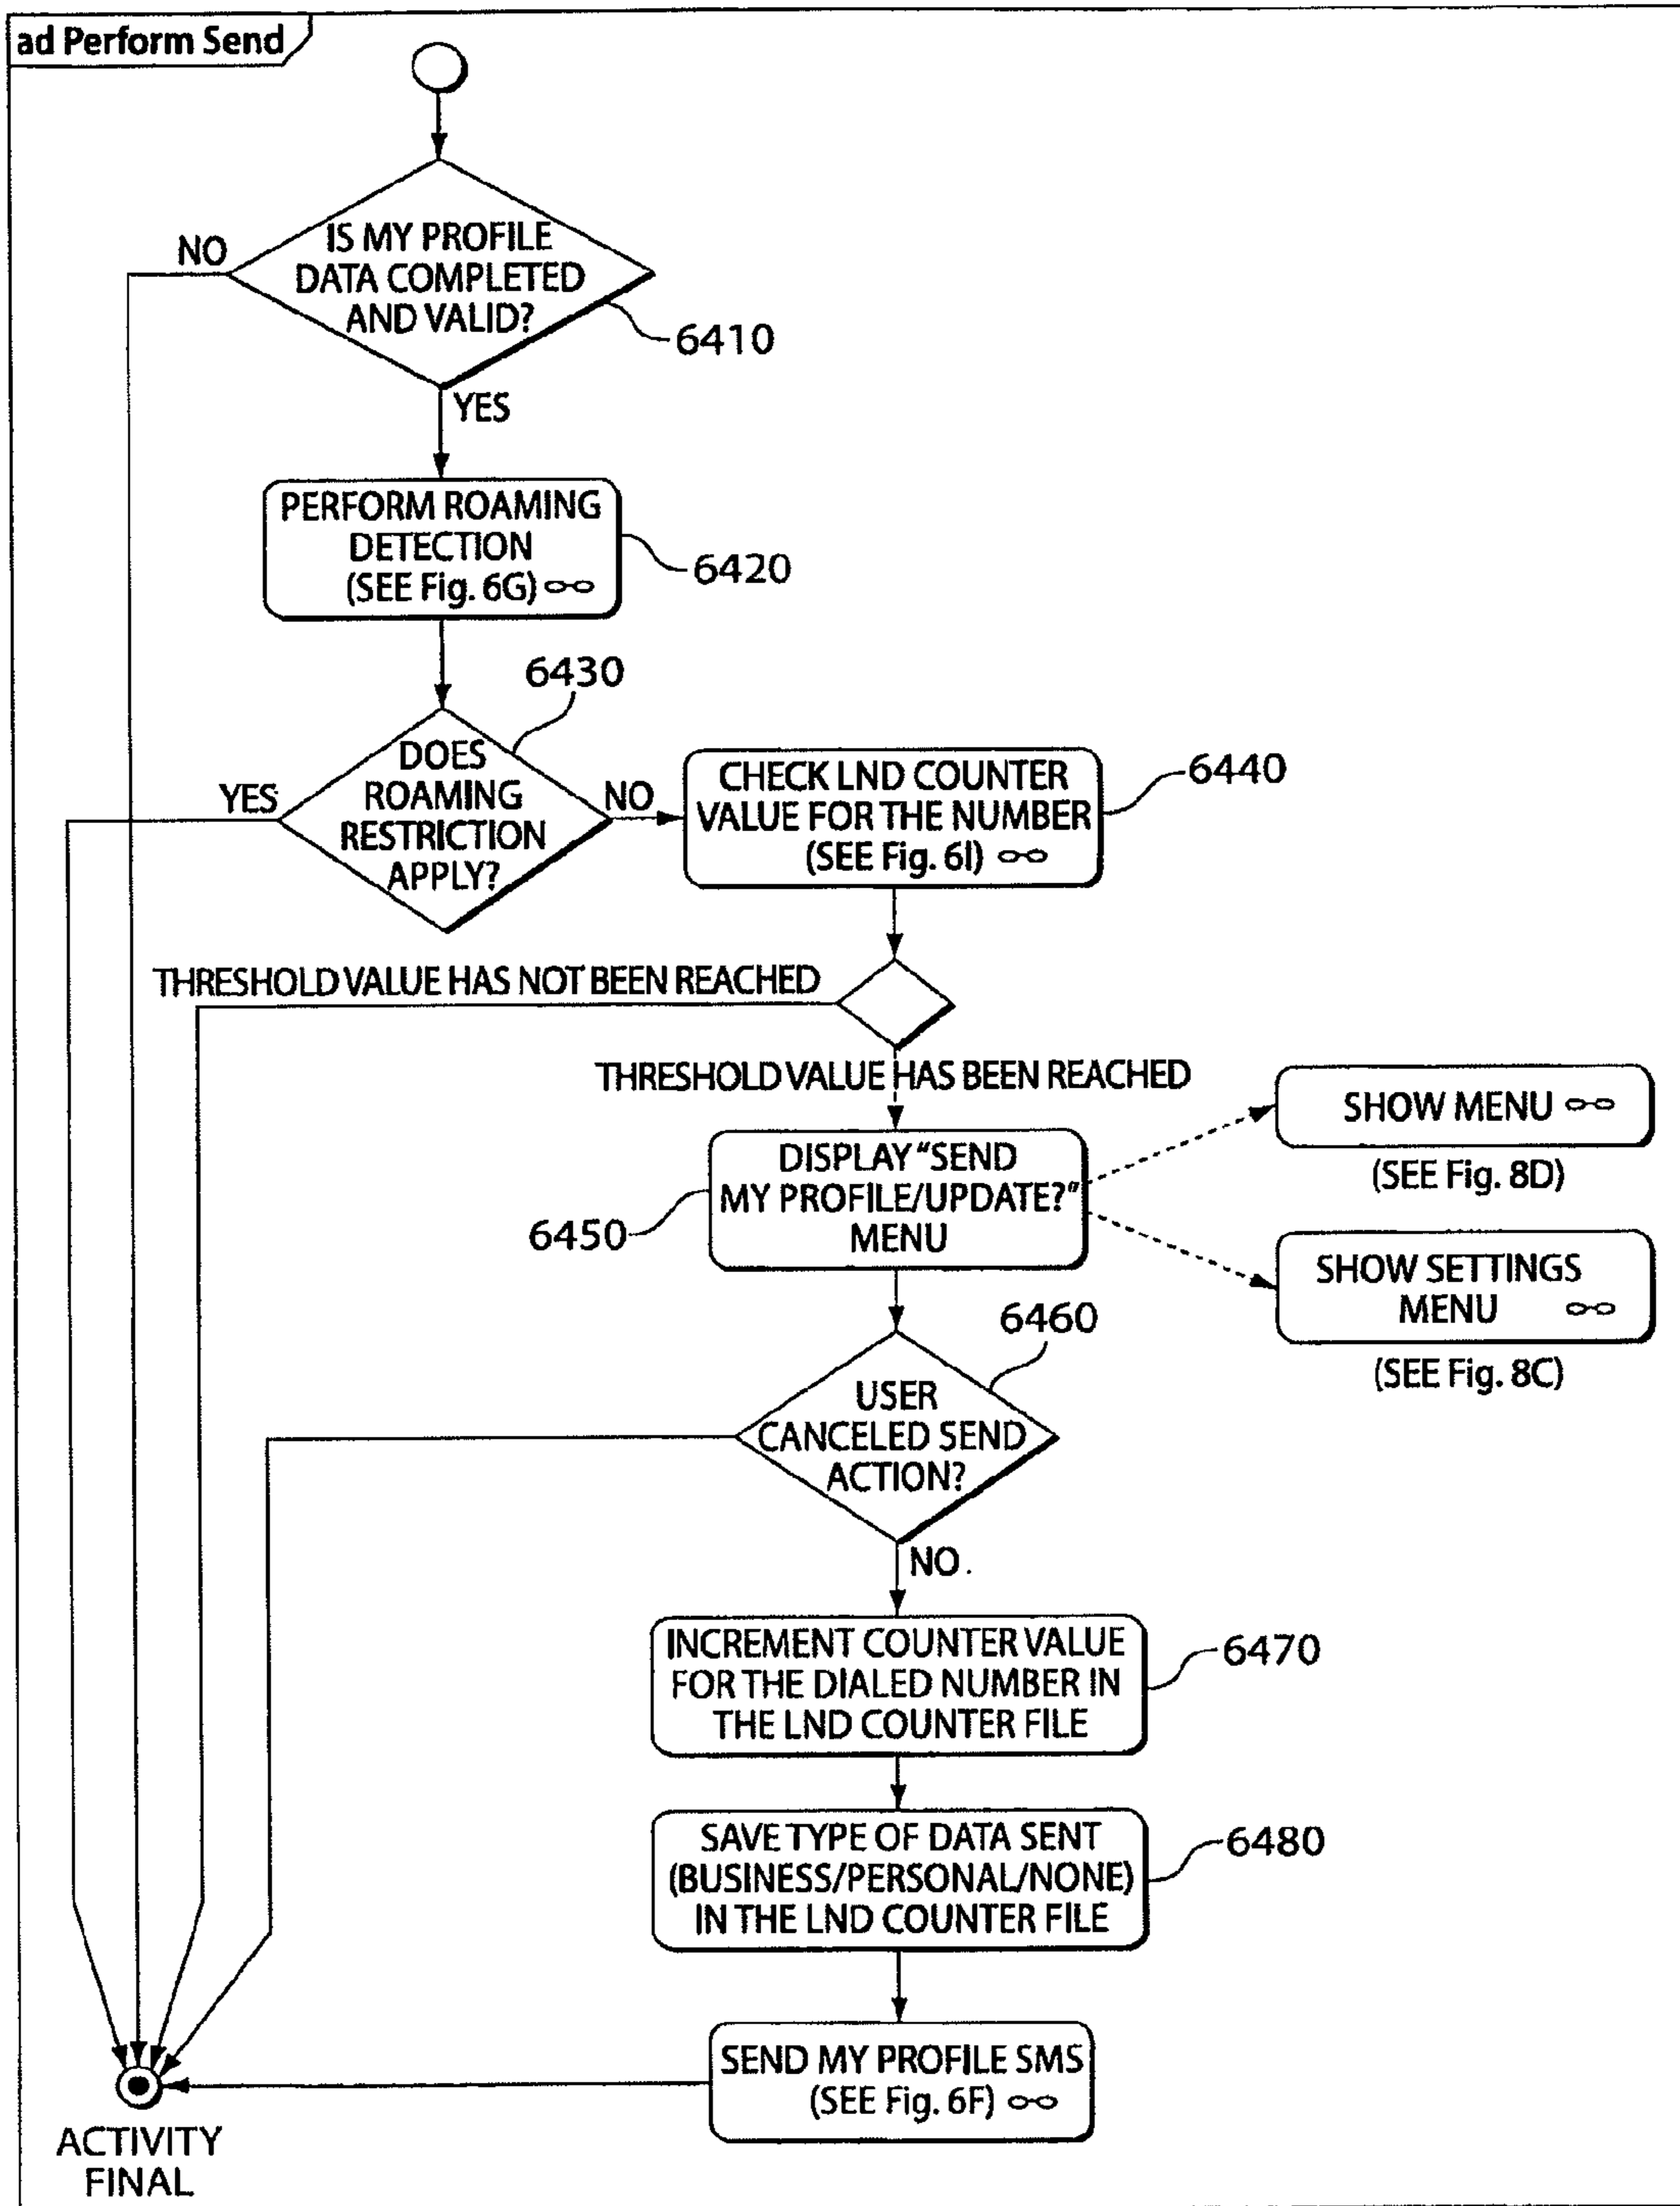 ad Perform Send
IS MY PROFILE
DATA COMPLETED
AND VALID?
NO
6410
YES
PERFORM ROAMING
DETECTION
(SEE Fig. 6G)
6420
6430
DOES
ROAMING
RESTRICTION
APPLY?
YES
NO
CHECK LND COUNTER
VALUE FOR THE NUMBER
(SEE Fig. 6I)
6440
THRESHOLD VALUE HAS NOT BEEN REACHED
THRESHOLD VALUE HAS BEEN REACHED
SHOW MENU
(SEE Fig. 8D)
DISPLAY "SEND
MY PROFILE/UPDATE?"
MENU
6450
SHOW SETTINGS
MENU
(SEE Fig. 8C)
6460
USER
CANCELED SEND
ACTION?
NO.
INCREMENT COUNTER VALUE
FOR THE DIALED NUMBER IN
THE LND COUNTER FILE
6470
SAVE TYPE OF DATA SENT
(BUSINESS/PERSONAL/NONE)
IN THE LND COUNTER FILE
6480
SEND MY PROFILE SMS
(SEE Fig. 6F)
ACTIVITY
FINAL